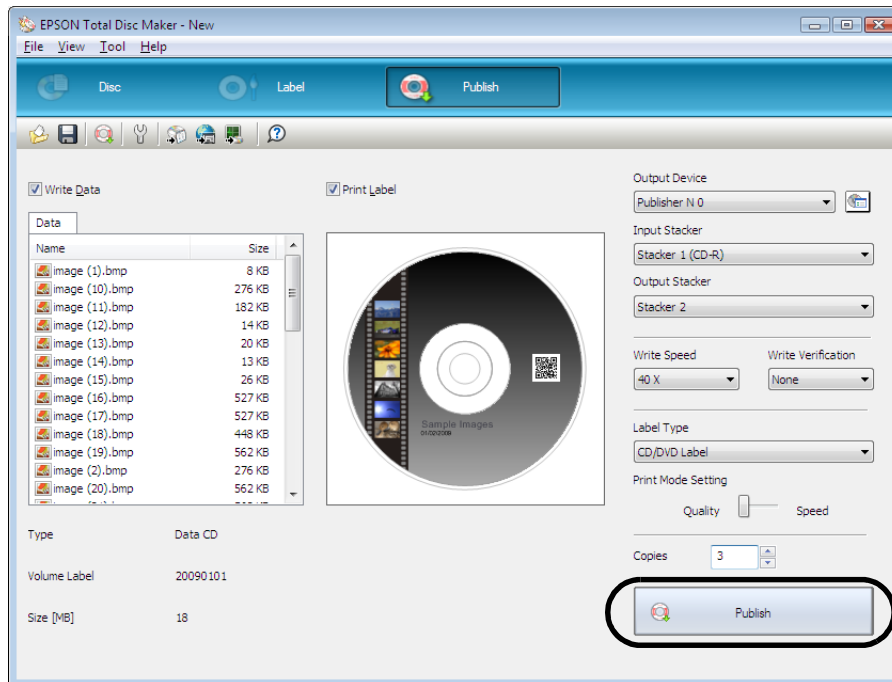 EPSON Total Disc Maker - New
File View Tool Help
Disc Label Publish
Write Data
Print Label
Data
Name Size
image (1).bmp 8 KB
image (10).bmp 276 KB
image (11).bmp 182 KB
image (12).bmp 14 KB
image (13).bmp 20 KB
image (14).bmp 13 KB
image (15).bmp 26 KB
image (16).bmp 527 KB
image (17).bmp 527 KB
image (18).bmp 448 KB
image (19).bmp 562 KB
image (2).bmp 276 KB
image (20).bmp 562 KB
Sample Images
01/02/2009
Type Data CD
Volume Label 20090101
Size [MB] 18
Output Device
Publisher N 0
Input Stacker
Stacker 1 (CD-R)
Output Stacker
Stacker 2
Write Speed Write Verification
40 X None
Label Type
CD/DVD Label
Print Mode Setting
Quality Speed
Copies 3
Publish